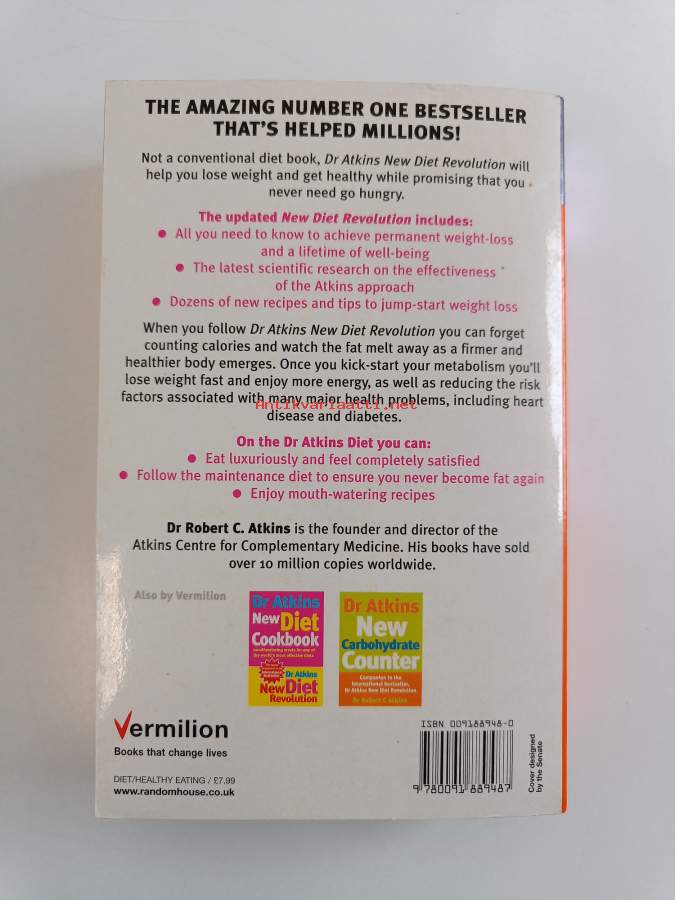 THE AMAZING NUMBER ONE BESTSELLER
THAT'S HELPED MILLIONS!
Not a conventional diet book, Dr Atkins New Diet Revolution will
help you lose weight and get healthy while promising that you
never need go hungry.
The updated New Diet Revolution includes:
● All you need to know to achieve permanent weight-loss
and a lifetime of well-being
● The latest scientific research on the effectiveness
of the Atkins approach
● Dozens of new recipes and tips to jump-start weight loss
When you follow Dr Atkins New Diet Revolution you can forget
counting calories and watch the fat melt away as a firmer and
healthier body emerges. Once you kick-start your metabolism you'll
lose weight fast and enjoy more energy, as well as reducing the risk
factors associated with many major health problems, including heart
Antikvariaatti.net
disease and diabetes.
On the Dr Atkins Diet you can:
● Eat luxuriously and feel completely satisfied
● Follow the maintenance diet to ensure you never become fat again
● Enjoy mouth-watering recipes
Dr Robert C. Atkins is the founder and director of the
Atkins Centre for Complementary Medicine. His books have sold
over 10 million copies worldwide.
Also by Vermilion
Dr Atkins
New Diet
Cookbook
Dr Atkins
New Diet
Revolution
Dr Atkins
New
Carbohydrate
Counter
Companion to the
international bestseller,
Dr Atkins New Diet Revolution
Dr Robert C Atkins
Vermilion
Books that change lives
DIET/HEALTHY EATING / £7.99
www.randomhouse.co.uk
ISBN 009188948-0
9 780091 889487
Cover designed
by the Senate